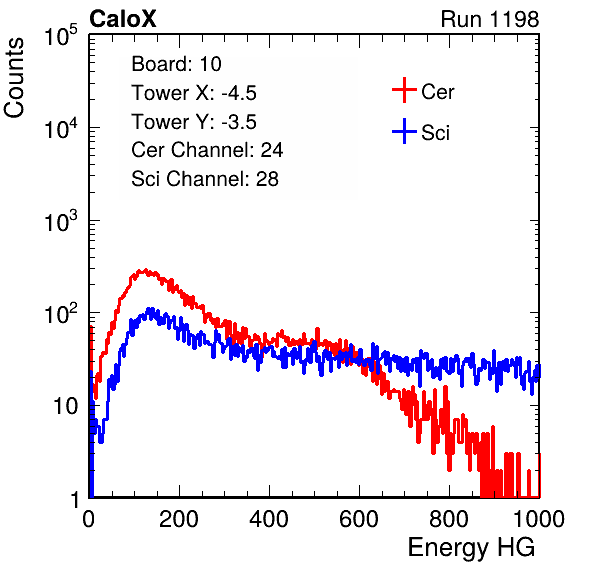 CaloX Run 1198
Counts
10^5
10^4
10^3
10^2
10
1
Board: 10
Tower X: -4.5
Tower Y: -3.5
Cer Channel: 24
Sci Channel: 28
Cer
Sci
0 200 400 600 800 1000
Energy HG